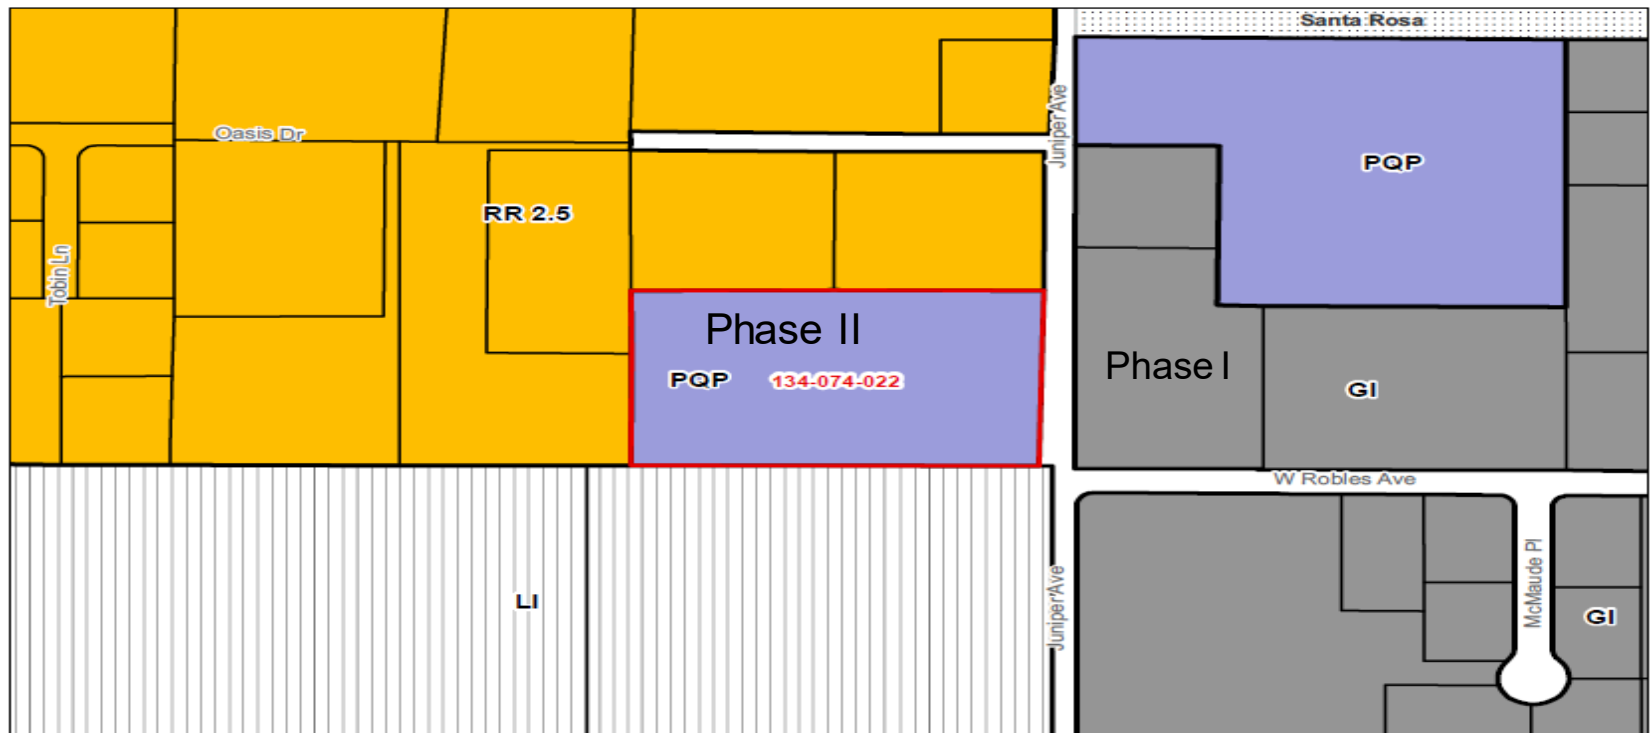 Santa Rosa
Oasis Dr
Juniper Ave
PQP
RR 2.5
Tobin Ln
Phase II
Phase I
PQP 134-074-022
GI
W Robles Ave
LI
Juniper Ave
McMaude Pl
GI